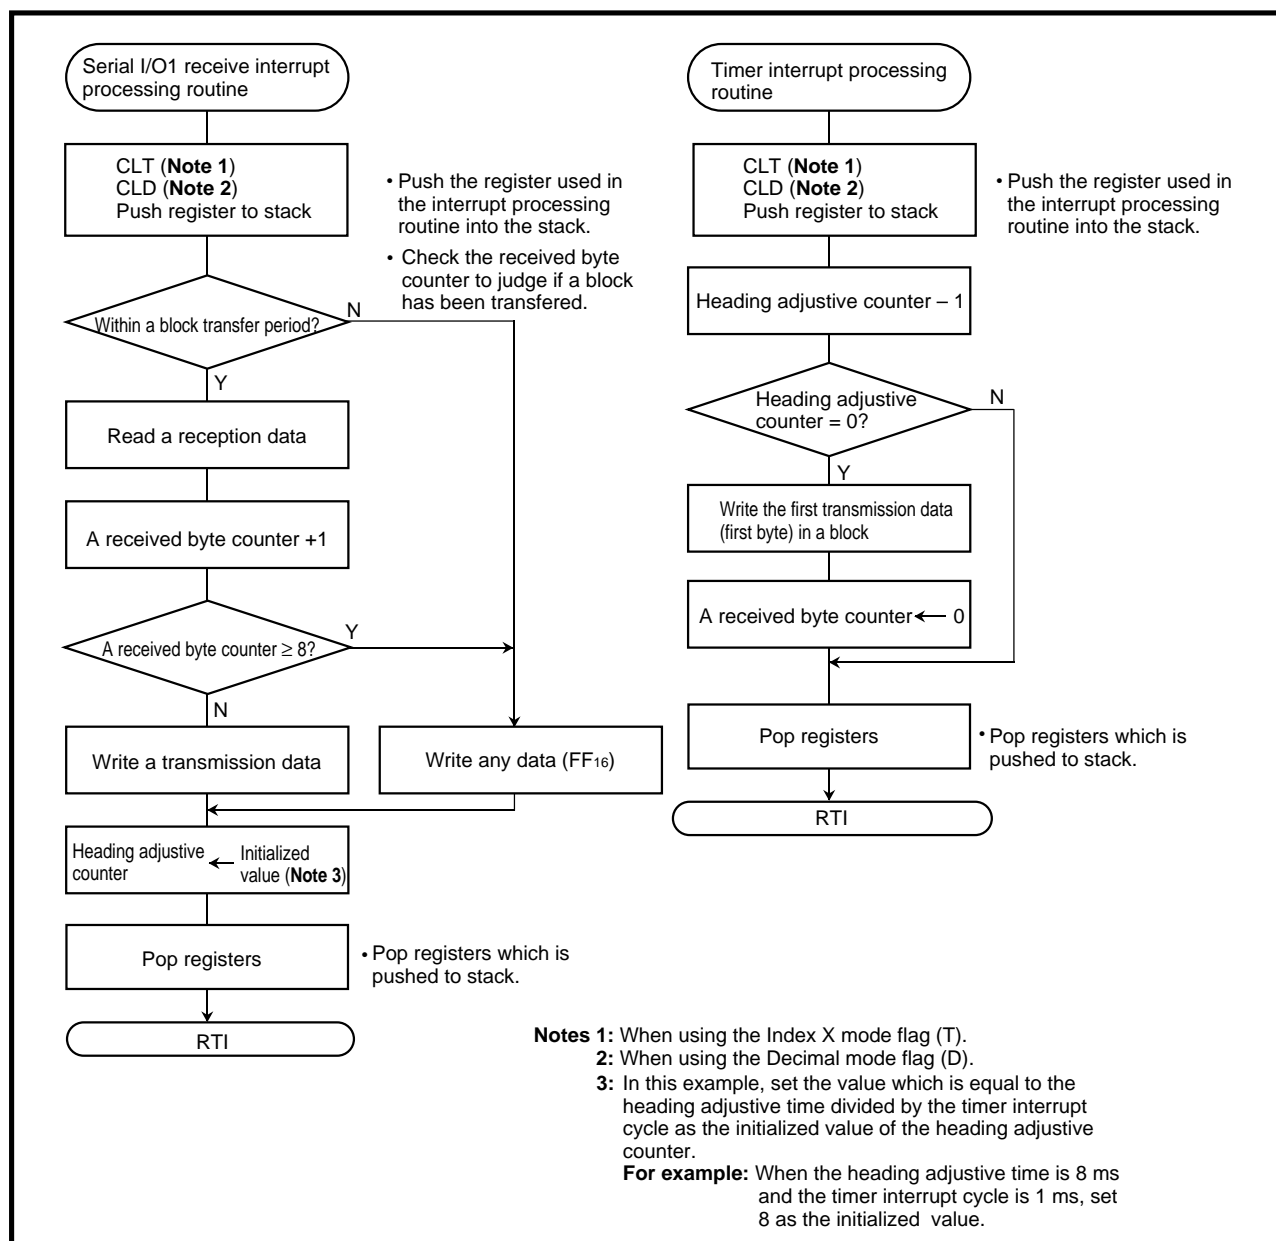 Serial I/O1 receive interrupt
processing routine
CLT (Note 1)
CLD (Note 2)
Push register to stack
• Push the register used in
the interrupt processing
routine into the stack.
• Check the received byte
counter to judge if a block
has been transfered.
Within a block transfer period?
N
Y
Read a reception data
A received byte counter +1
A received byte counter ≥ 8?
Y
N
Write a transmission data
Write any data (FF16)
Heading adjustive
counter
← Initialized
value (Note 3)
Pop registers
• Pop registers which is
pushed to stack.
RTI
Timer interrupt processing
routine
CLT (Note 1)
CLD (Note 2)
Push register to stack
• Push the register used in
the interrupt processing
routine into the stack.
Heading adjustive counter – 1
Heading adjustive
counter = 0?
N
Y
Write the first transmission data
(first byte) in a block
A received byte counter ← 0
Pop registers
• Pop registers which is
pushed to stack.
RTI
Notes 1: When using the Index X mode flag (T).
2: When using the Decimal mode flag (D).
3: In this example, set the value which is equal to the
heading adjustive time divided by the timer interrupt
cycle as the initialized value of the heading adjustive
counter.
For example: When the heading adjustive time is 8 ms
and the timer interrupt cycle is 1 ms, set
8 as the initialized value.